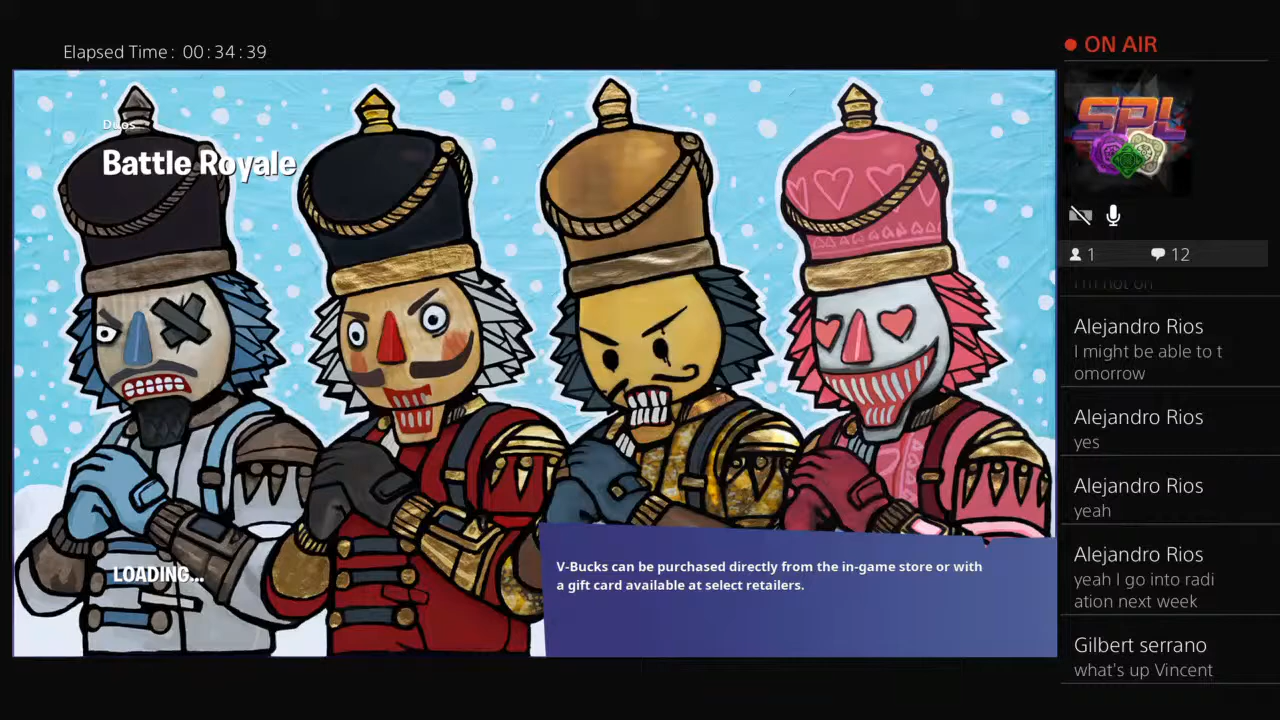 Elapsed Time: 00:34:39
ON AIR
SPL
Duos
Battle Royale
1 12
I'm not on
Alejandro Rios
I might be able to t
omorrow
Alejandro Rios
yes
Alejandro Rios
yeah
Alejandro Rios
yeah I go into radi
ation next week
Gilbert serrano
what's up Vincent
LOADING...
V-Bucks can be purchased directly from the in-game store or with
a gift card available at select retailers.